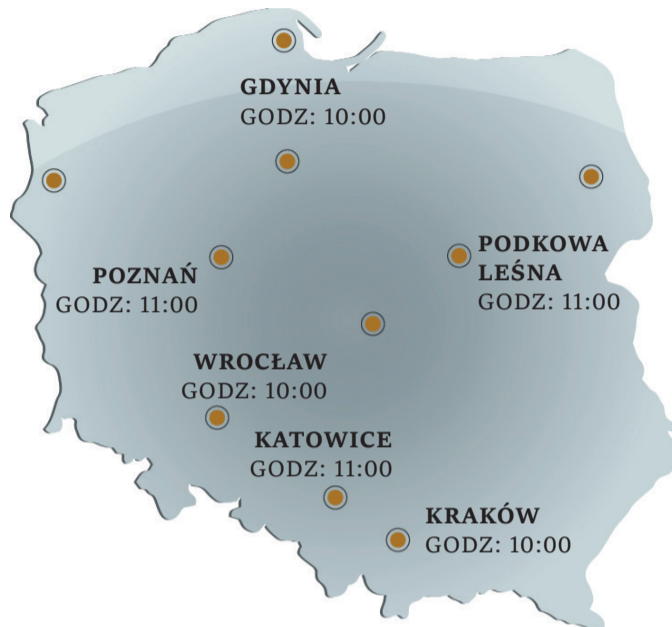 GDYNIA
GODZ: 10:00
PODKOWA
LEŚNA
GODZ: 11:00
POZNAŃ
GODZ: 11:00
WROCŁAW
GODZ: 10:00
KATOWICE
GODZ: 11:00
KRAKÓW
GODZ: 10:00